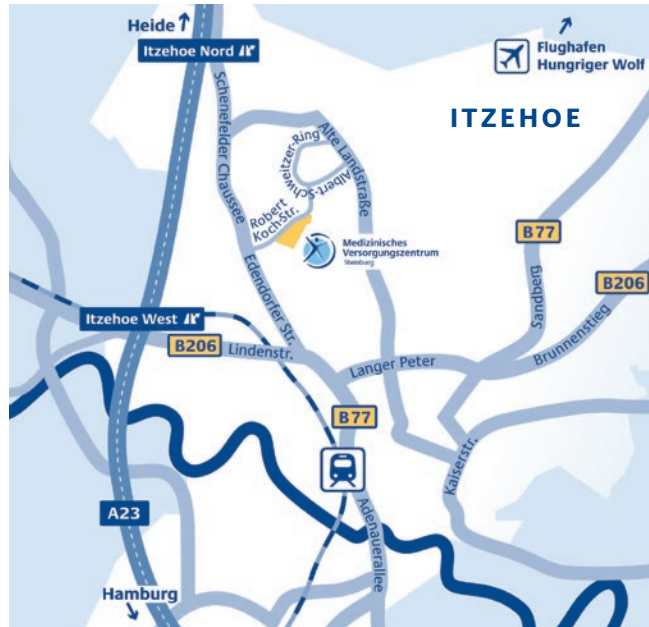 Heide
Itzehoe Nord
Flughafen
Hungriger Wolf
ITZEHOE
Schenefelder Chaussee
Albert-Schweitzer-Ring
Alte Landstraße
Robert
Koch-Str.
Medizinisches
Versorgungszentrum
Steinburg
B77
B206
Sandberg
Brunnenstieg
Edendorfer Str.
Itzehoe West
B206
Lindenstr.
Langer Peter
B77
Kaiserstr.
Adenauerallee
A23
Hamburg